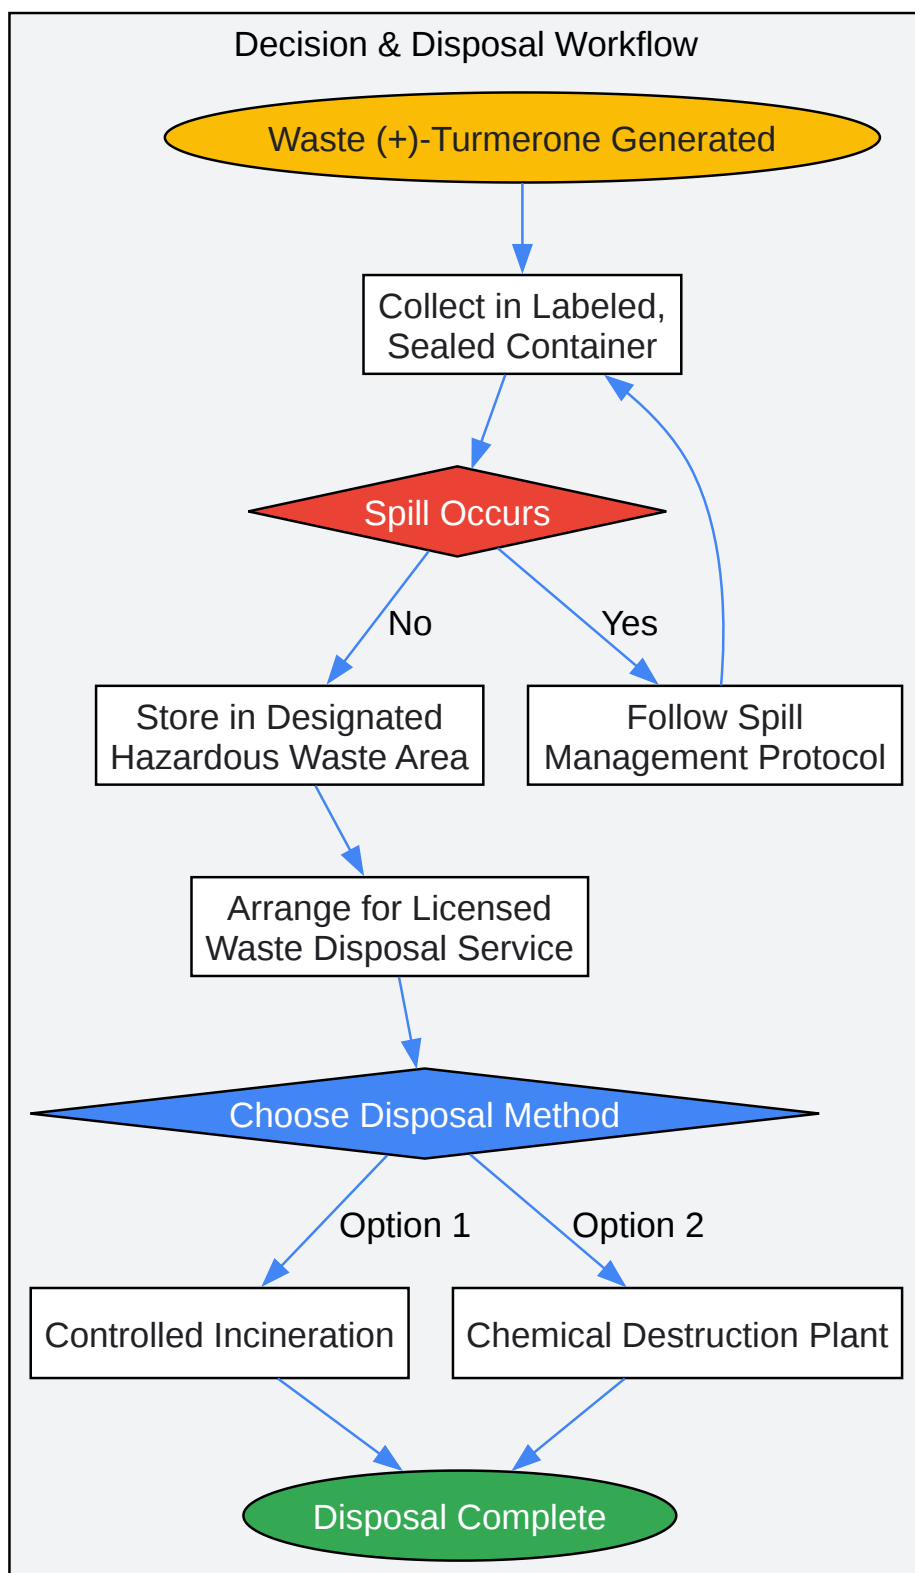 Decision & Disposal Workflow
Waste (+)-Turmerone Generated
Collect in Labeled,
Sealed Container
Spill Occurs
No
Yes
Store in Designated
Hazardous Waste Area
Follow Spill
Management Protocol
Arrange for Licensed
Waste Disposal Service
Choose Disposal Method
Option 1
Option 2
Controlled Incineration
Chemical Destruction Plant
Disposal Complete